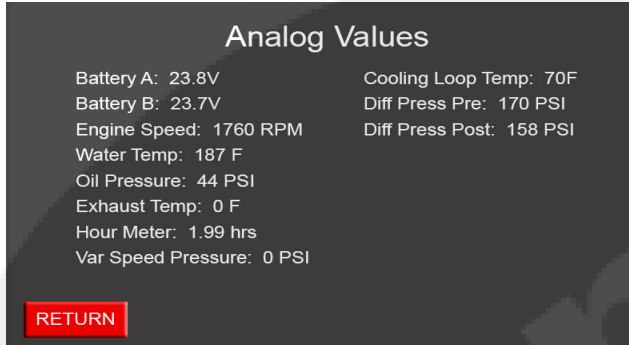 Analog Values
Battery A: 23.8V
Battery B: 23.7V
Engine Speed: 1760 RPM
Water Temp: 187 F
Oil Pressure: 44 PSI
Exhaust Temp: 0 F
Hour Meter: 1.99 hrs
Var Speed Pressure: 0 PSI
Cooling Loop Temp: 70F
Diff Press Pre: 170 PSI
Diff Press Post: 158 PSI
RETURN